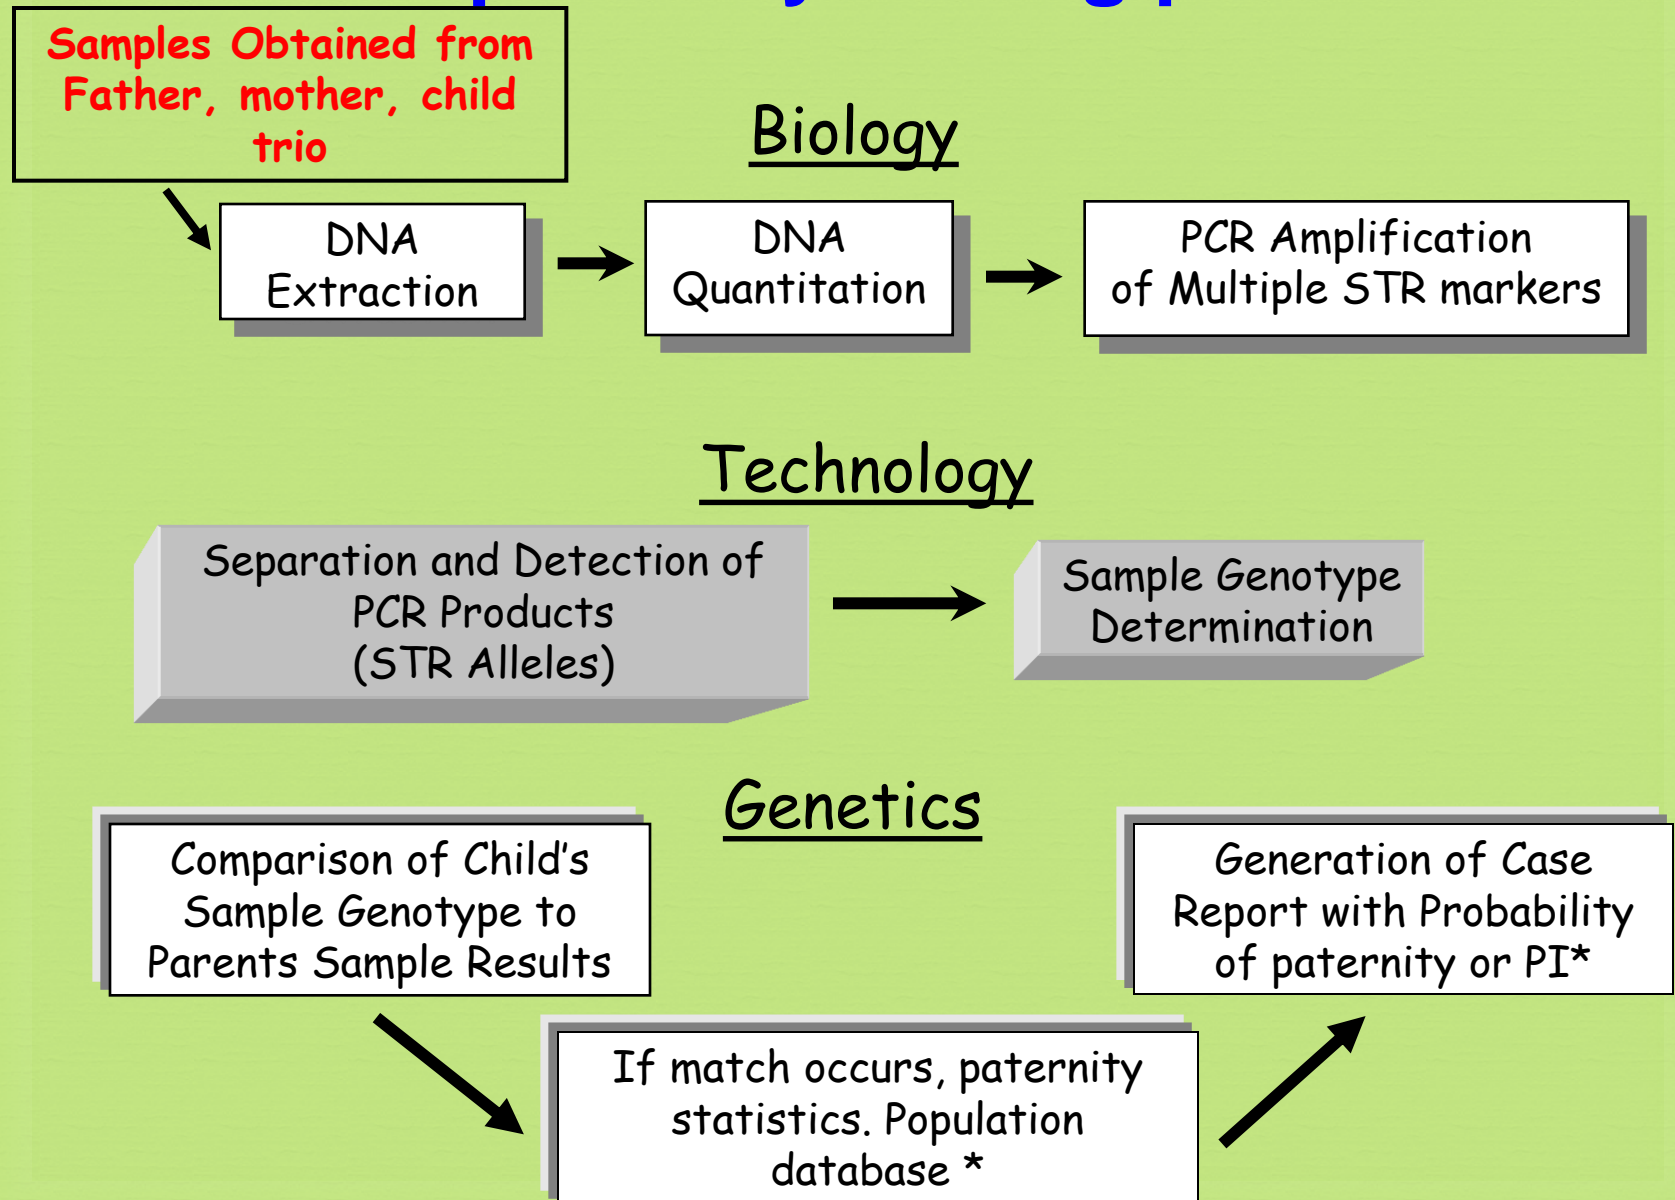 Samples Obtained from
Father, mother, child
trio
Biology
DNA
Extraction
DNA
Quantitation
PCR Amplification
of Multiple STR markers
Technology
Separation and Detection of
PCR Products
(STR Alleles)
Sample Genotype
Determination
Genetics
Comparison of Child's
Sample Genotype to
Parents Sample Results
Generation of Case
Report with Probability
of paternity or PI*
If match occurs, paternity
statistics. Population
database *